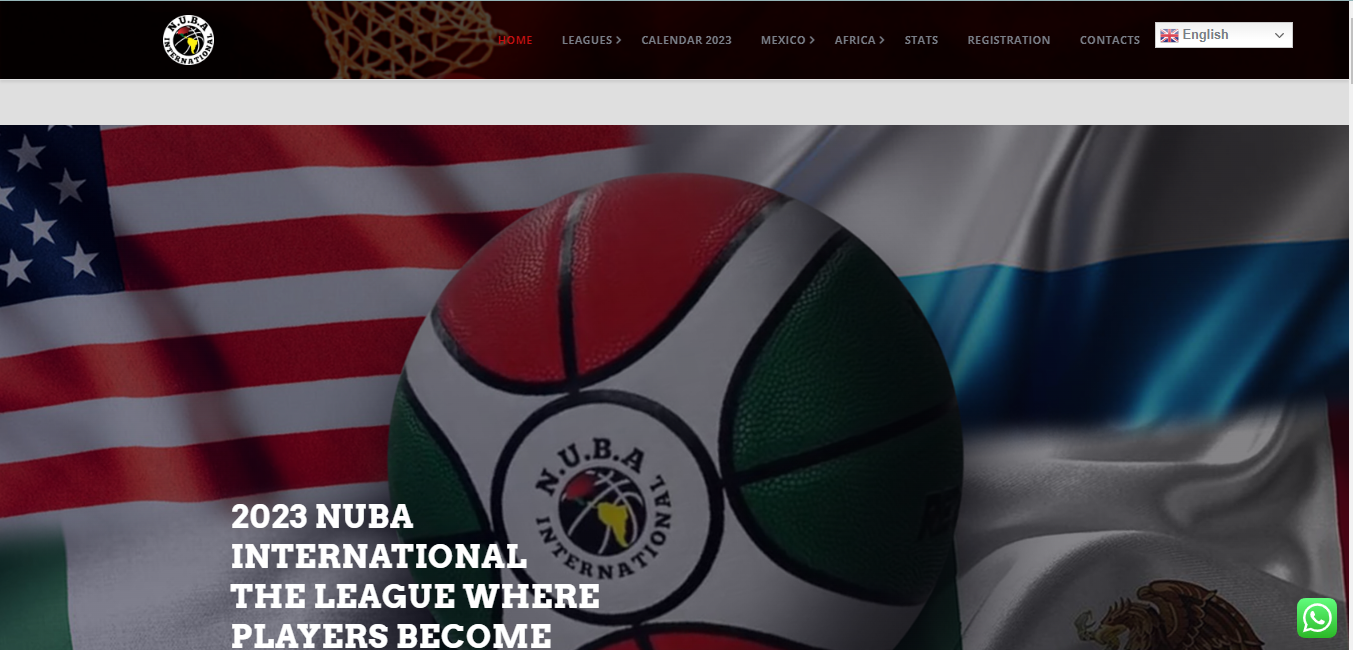 N.U.B.A
INTERNATIONAL
HOME
LEAGUES
CALENDAR 2023
MEXICO
AFRICA
STATS
REGISTRATION
CONTACTS
English
N.U.B.A
INTERNATIONAL
2023 NUBA
INTERNATIONAL
THE LEAGUE WHERE
PLAYERS BECOME